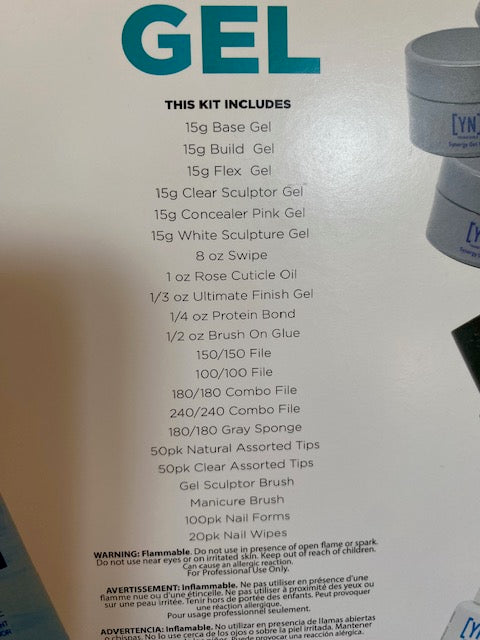 GEL
THIS KIT INCLUDES
15g Base Gel
15g Build Gel
15g Flex Gel
15g Clear Sculptor Gel
15g Concealer Pink Gel
15g White Sculpture Gel
8 oz Swipe
1 oz Rose Cuticle Oil
1/3 oz Ultimate Finish Gel
1/4 oz Protein Bond
1/2 oz Brush On Glue
150/150 File
100/100 File
180/180 Combo File
240/240 Combo File
180/180 Gray Sponge
50pk Natural Assorted Tips
50pk Clear Assorted Tips
Gel Sculptor Brush
Manicure Brush
100pk Nail Forms
20pk Nail Wipes
WARNING: Flammable. Do not use in presence of open flame or spark.
Do not use near eyes or on irritated skin. Keep out of reach of children.
Can cause an allergic reaction.
For Professional Use Only.
AVERTISSEMENT: Inflammable. Ne pas utiliser en présence d'une
flamme nue ou d'une étincelle. Ne pas utiliser à proximité des yeux ou
sur une peau irritée. Tenir hors de portée des enfants. Peut provoquer
une réaction allergique.
Pour usage professionnel seulement.
ADVERTENCIA: Inflamable. No utilizar en presencia de llamas abiertas
o chispas. No lo use cerca de los ojos o sobre la piel irritada. Mantener
Puede provocar una reacción alérgica.
[YN]
Synergy Gel